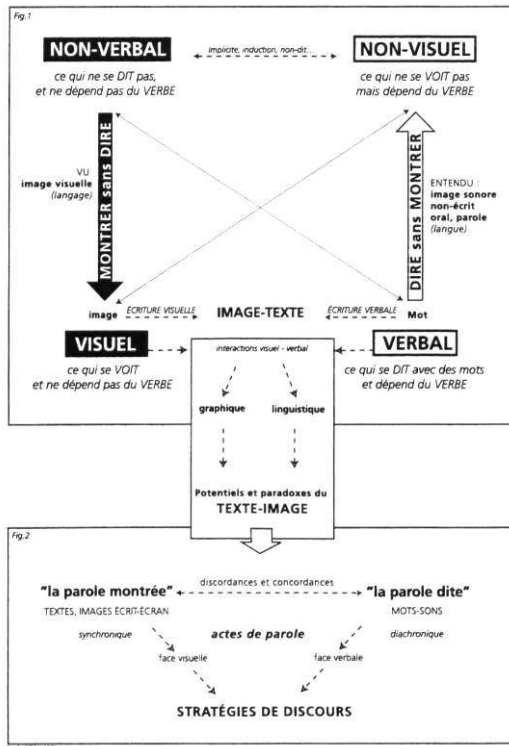 Fig.1
NON-VERBAL
implicite, induction, non-dit...
NON-VISUEL
ce qui ne se DIT pas,
et ne dépend pas du VERBE
ce qui ne se VOIT pas
mais dépend du VERBE
MONTRER sans DIRE
VU
image visuelle
(langage)
DIRE sans MONTRER
ENTENDU :
image sonore
non-écrit
oral, parole
(langue)
image
ÉCRITURE VISUELLE
IMAGE-TEXTE
ÉCRITURE VERBALE
Mot
VISUEL
interactions visuel - verbal
VERBAL
ce qui se VOIT
et ne dépend pas du VERBE
ce qui se DIT avec des mots
et dépend du VERBE
graphique
linguistique
Potentiels et paradoxes du
TEXTE-IMAGE
Fig.2
"la parole montrée"
discordances et concordances
"la parole dite"
TEXTES, IMAGES ÉCRIT-ÉCRAN
MOTS-SONS
synchronique
actes de parole
diachronique
face visuelle
face verbale
STRATÉGIES DE DISCOURS